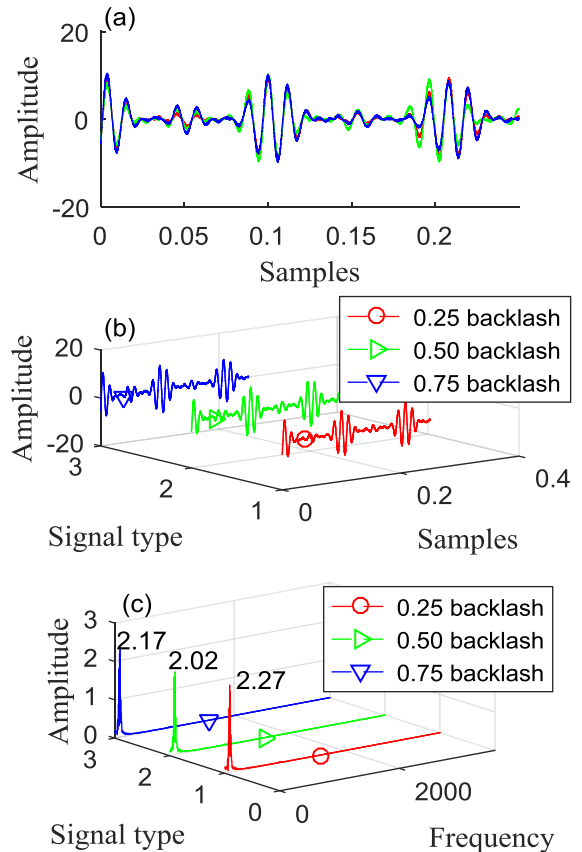 (a)
20
0
-20
Amplitude
0 0.05 0.1 0.15 0.2
Samples
(b)
0.25 backlash
0.50 backlash
0.75 backlash
20
0
-20
Amplitude
3 2 1
Signal type
0 0.2 0.4
Samples
(c)
0.25 backlash
0.50 backlash
0.75 backlash
3
2
1
0
Amplitude
2.17
2.02
2.27
3 2 1 0
Signal type
0 2000
Frequency